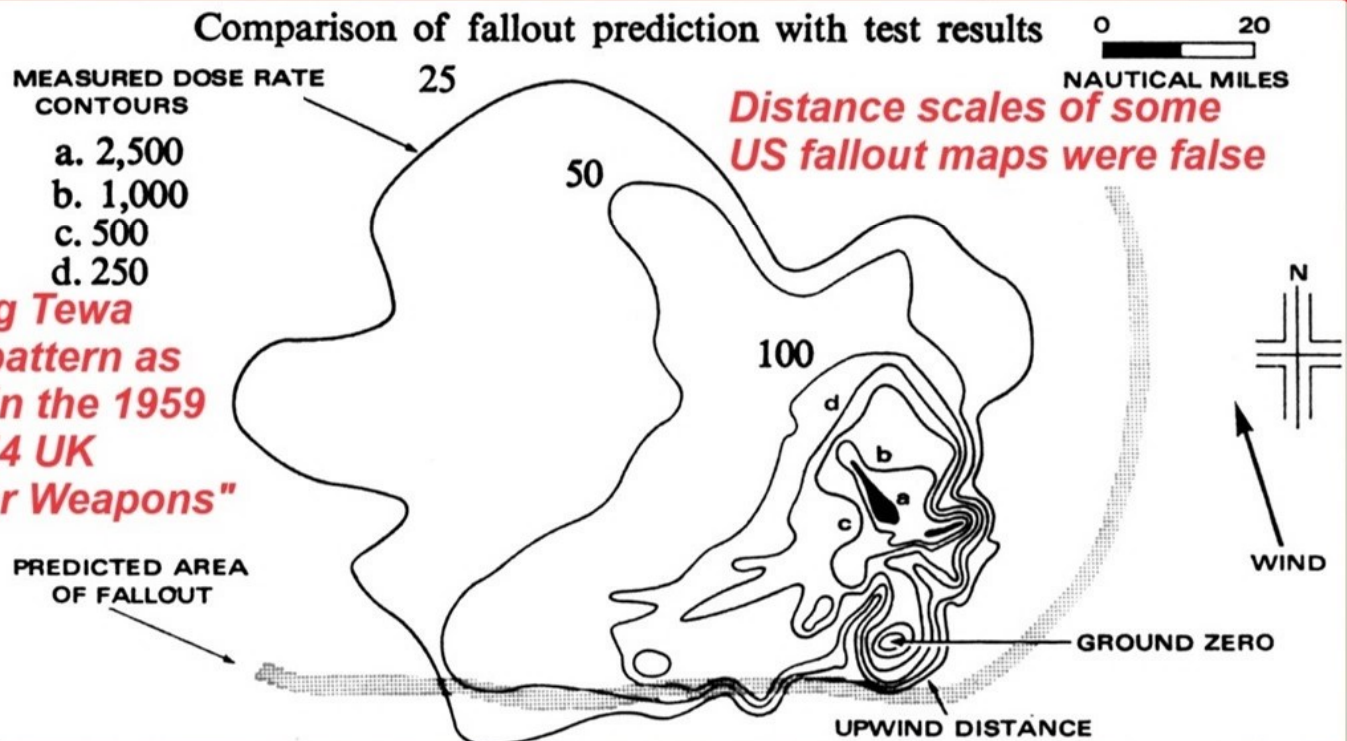 Comparison of fallout prediction with test results
0 20
NAUTICAL MILES
MEASURED DOSE RATE
CONTOURS
a. 2,500
b. 1,000
c. 500
d. 250
25
50
100
Distance scales of some
US fallout maps were false
g Tewa
pattern as
n the 1959
4 UK
r Weapons"
PREDICTED AREA
OF FALLOUT
d
b
a
c
N
WIND
GROUND ZERO
UPWIND DISTANCE